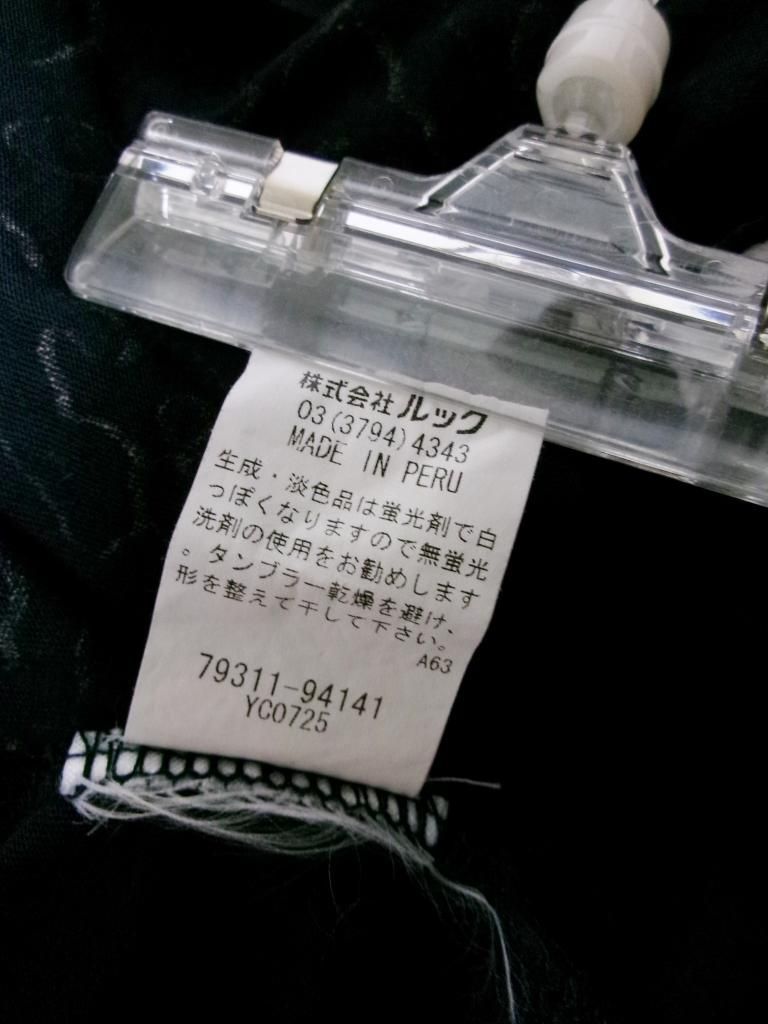 株式会社ルック
03(3794)4343
MADE IN PERU
生成・淡色品は蛍光剤で白
っぽくなりますので無蛍光
洗剤の使用をお勧めします
。タンブラー乾燥を避け、
形を整えて干して下さい。
A63
79311-94141
YC0725